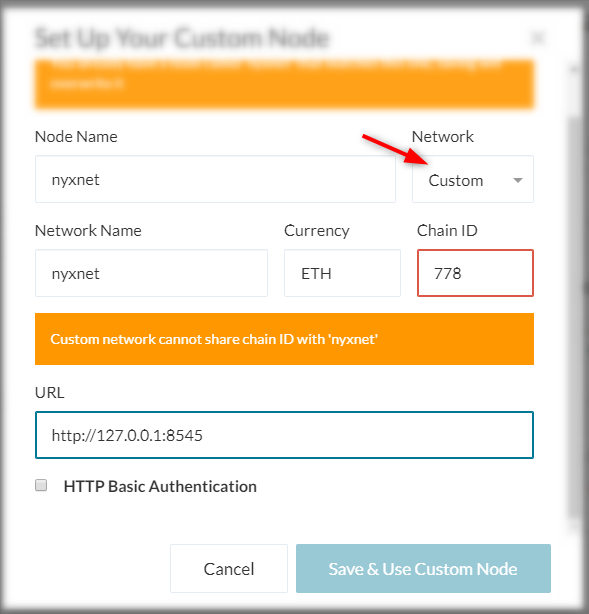 Set Up Your Custom Node
overwrite it.
Node Name
Network
nyxnet
Custom
Network Name
Currency
Chain ID
nyxnet
ETH
778
Custom network cannot share chain ID with 'nyxnet'
URL
http://127.0.0.1:8545
HTTP Basic Authentication
Cancel
Save & Use Custom Node